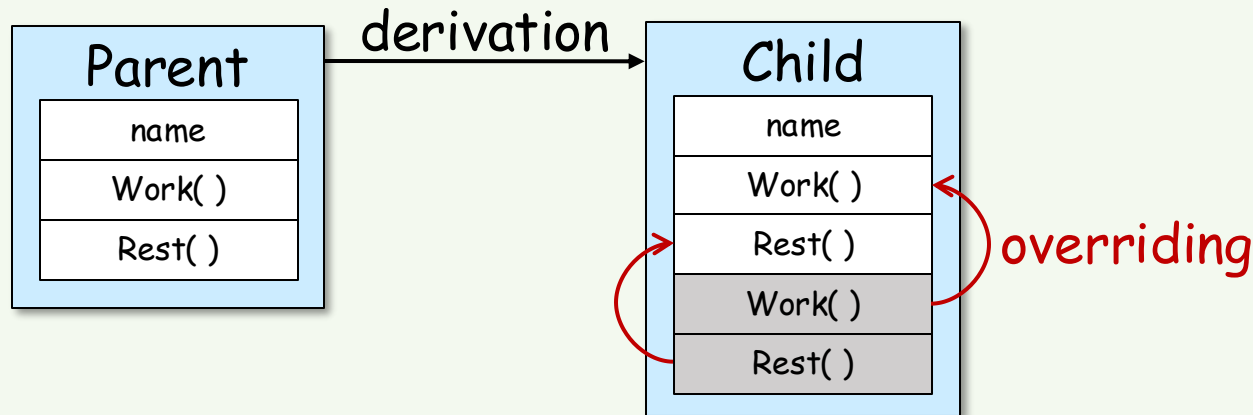 derivation
Parent
name
Work( )
Rest( )
Child
name
Work( )
Rest( )
Work( )
Rest( )
overriding